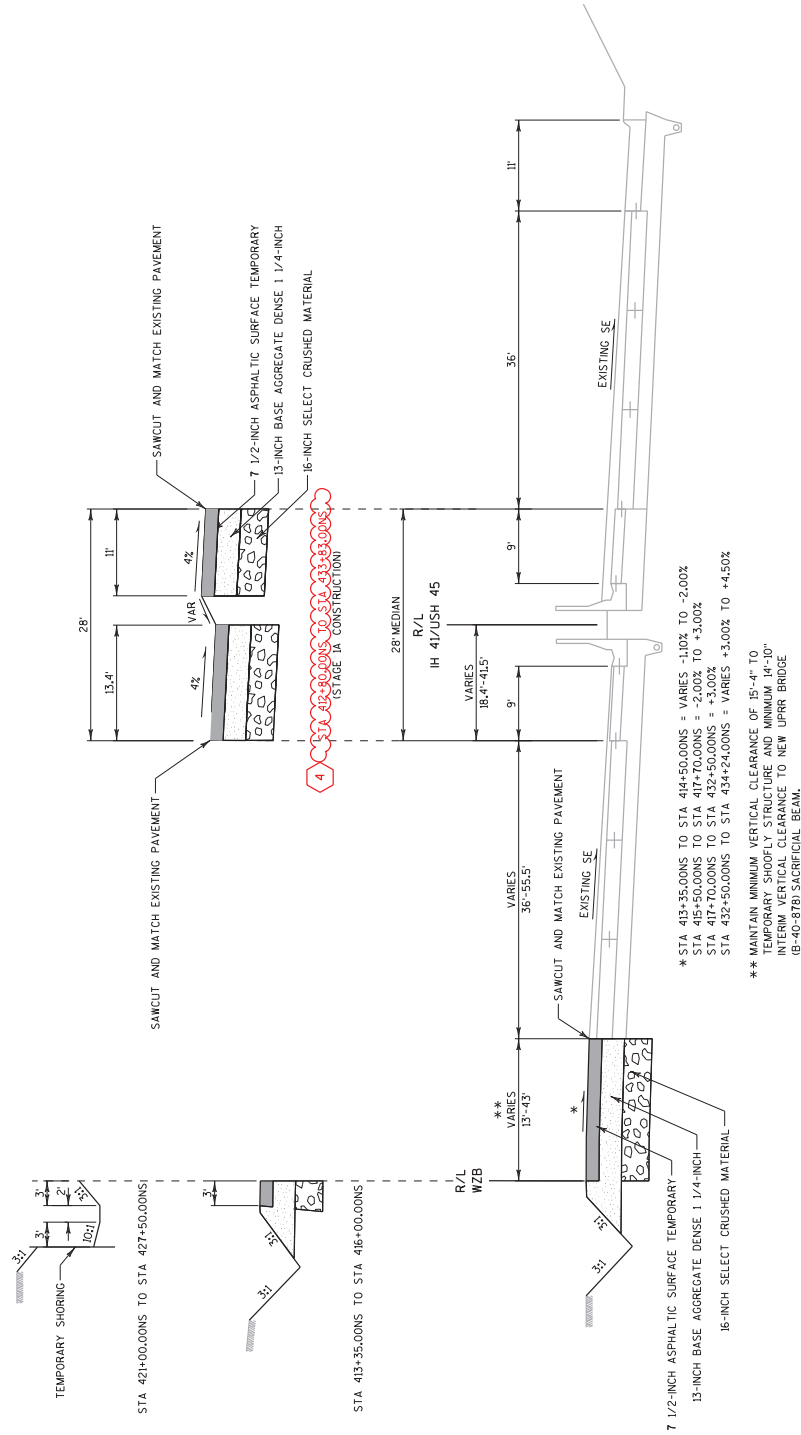 TEMPORARY SHORING
3:1
3'
3'
2'
10:1
STA 421+00.00NS TO STA 427+50.00NS
3'
3:1
STA 413+35.00NS TO STA 416+00.00NS
SAWCUT AND MATCH EXISTING PAVEMENT
SAWCUT AND MATCH EXISTING PAVEMENT
7 1/2-INCH ASPHALTIC SURFACE TEMPORARY
13-INCH BASE AGGREGATE DENSE 1 1/4-INCH
16-INCH SELECT CRUSHED MATERIAL
28'
13.4'
11'
4%
VAR
4%
4
STA 412+80.00NS TO STA 433+83.00NS
(STAGE 1A CONSTRUCTION)
28' MEDIAN
R/L
IH 41/USH 45
VARIES
18.4'-41.5'
R/L
WZB
**
VARIES
13'-43'
VARIES
36'-55.5'
9'
9'
36'
11'
3:1
*
SAWCUT AND MATCH EXISTING PAVEMENT
EXISTING SE
EXISTING SE
7 1/2-INCH ASPHALTIC SURFACE TEMPORARY
13-INCH BASE AGGREGATE DENSE 1 1/4-INCH
16-INCH SELECT CRUSHED MATERIAL
* STA 413+35.00NS TO STA 414+50.00NS = VARIES -1.10% TO -2.00%
STA 415+50.00NS TO STA 417+70.00NS = -2.00% TO +3.00%
STA 417+70.00NS TO STA 432+50.00NS = +3.00%
STA 432+50.00NS TO STA 434+24.00NS = VARIES +3.00% TO +4.50%
** MAINTAIN MINIMUM VERTICAL CLEARANCE OF 15'-4" TO
TEMPORARY SHOOFLY STRUCTURE AND MINIMUM 14'-10"
INTERIM VERTICAL CLEARANCE TO NEW UPRR BRIDGE
(B-40-878) SACRIFICIAL BEAM.